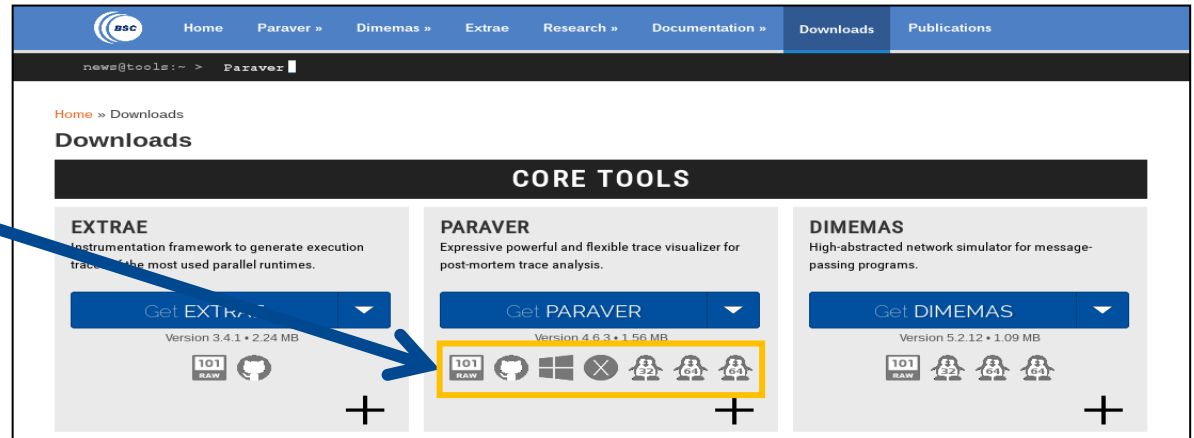 BSC
Home
Paraver »
Dimemas »
Extrae
Research »
Documentation »
Downloads
Publications
news@tools:~ > Paraver
Home » Downloads
Downloads
CORE TOOLS
EXTRAE
Instrumentation framework to generate execution
traces of the most used parallel runtimes.
Get EXTRAE
Version 3.4.1 • 2.24 MB
101
RAW
PARAVER
Expressive powerful and flexible trace visualizer for
post-mortem trace analysis.
Get PARAVER
Version 4.6.3 • 1.56 MB
101
RAW
32
64
64
DIMEMAS
High-abstracted network simulator for message-
passing programs.
Get DIMEMAS
Version 5.2.12 • 1.09 MB
101
RAW
32
64
64